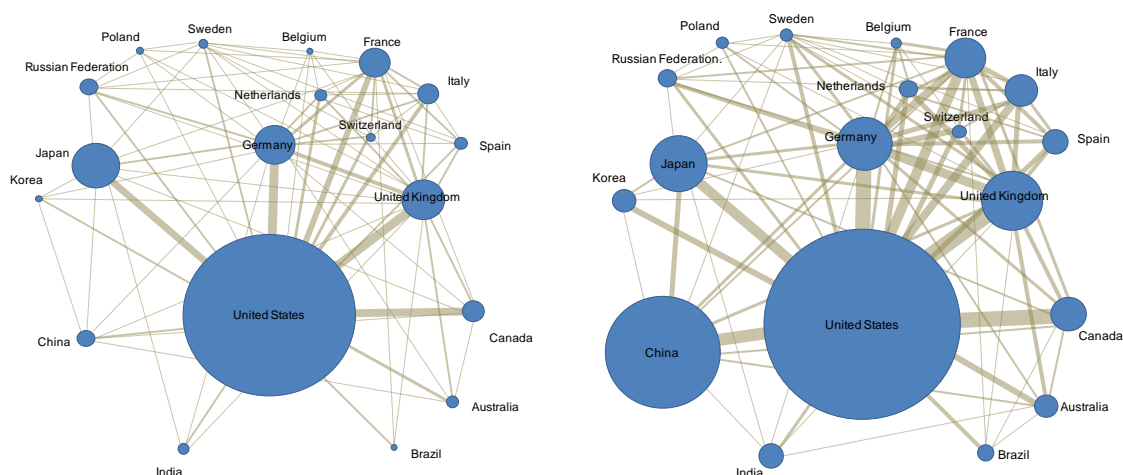 Sweden
Poland
Belgium
France
Russian Federation
Italy
Netherlands
Switzerland
Germany
Spain
Japan
Korea
United Kingdom
United States
China
Canada
Australia
Brazil
India
Sweden
Poland
Belgium
France
Russian Federation.
Italy
Netherlands
Switzerland
Germany
Spain
Japan
Korea
United Kingdom
United States
China
Canada
Australia
Brazil
India